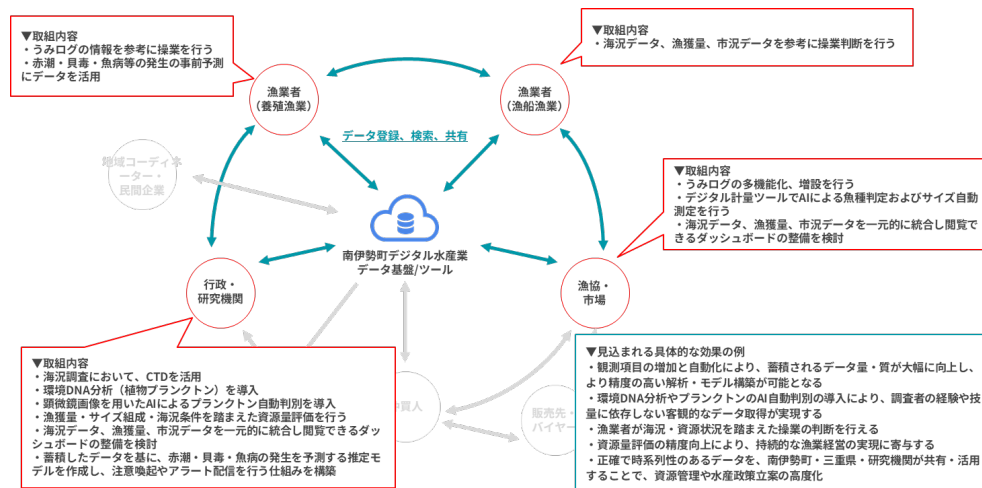 ▼取組内容
・うみログの情報を参考に操業を行う
・赤潮・貝毒・魚病等の発生の事前予測
にデータを活用
▼取組内容
・海況データ、漁獲量、市況データを参考に操業判断を行う
漁業者
（養殖漁業）
漁業者
（漁船漁業）
データ登録、検索、共有
地域コーディネ
ーター・
民間企業
▼取組内容
・うみログの多機能化、増設を行う
・デジタル計量ツールでAIによる魚種判定およびサイズ自動
測定を行う
・海況データ、漁獲量、市況データを一元的に統合し閲覧で
きるダッシュボードの整備を検討
南伊勢町デジタル水産業
データ基盤/ツール
行政・
研究機関
漁協・
市場
▼取組内容
・海況調査において、CTDを活用
・環境DNA分析（植物プランクトン）を導入
・顕微鏡画像を用いたAIによるプランクトン自動判別を導入
・漁獲量・サイズ組成・海況条件を踏まえた資源量評価を行う
・海況データ、漁獲量、市況データを一元的に統合し閲覧できるダッ
シュボードの整備を検討
・蓄積したデータを基に、赤潮・貝毒・魚病の発生を予測する推定モ
デルを作成し、注意喚起やアラート配信を行う仕組みを構築
買人
販売先・
バイヤー
▼見込まれる具体的な効果の例
・観測項目の増加と自動化により、蓄積されるデータ量・質が大幅に向上し、
より精度の高い解析・モデル構築が可能となる
・環境DNA分析やプランクトンのAI自動判別の導入により、調査者の経験や技
量に依存しない客観的なデータ取得が実現する
・漁業者が海況・資源状況を踏まえた操業の判断を行える
・資源量評価の精度向上により、持続的な漁業経営の実現に寄与する
・正確で時系列性のあるデータを、南伊勢町・三重県・研究機関が共有・活用
することで、資源管理や水産政策立案の高度化